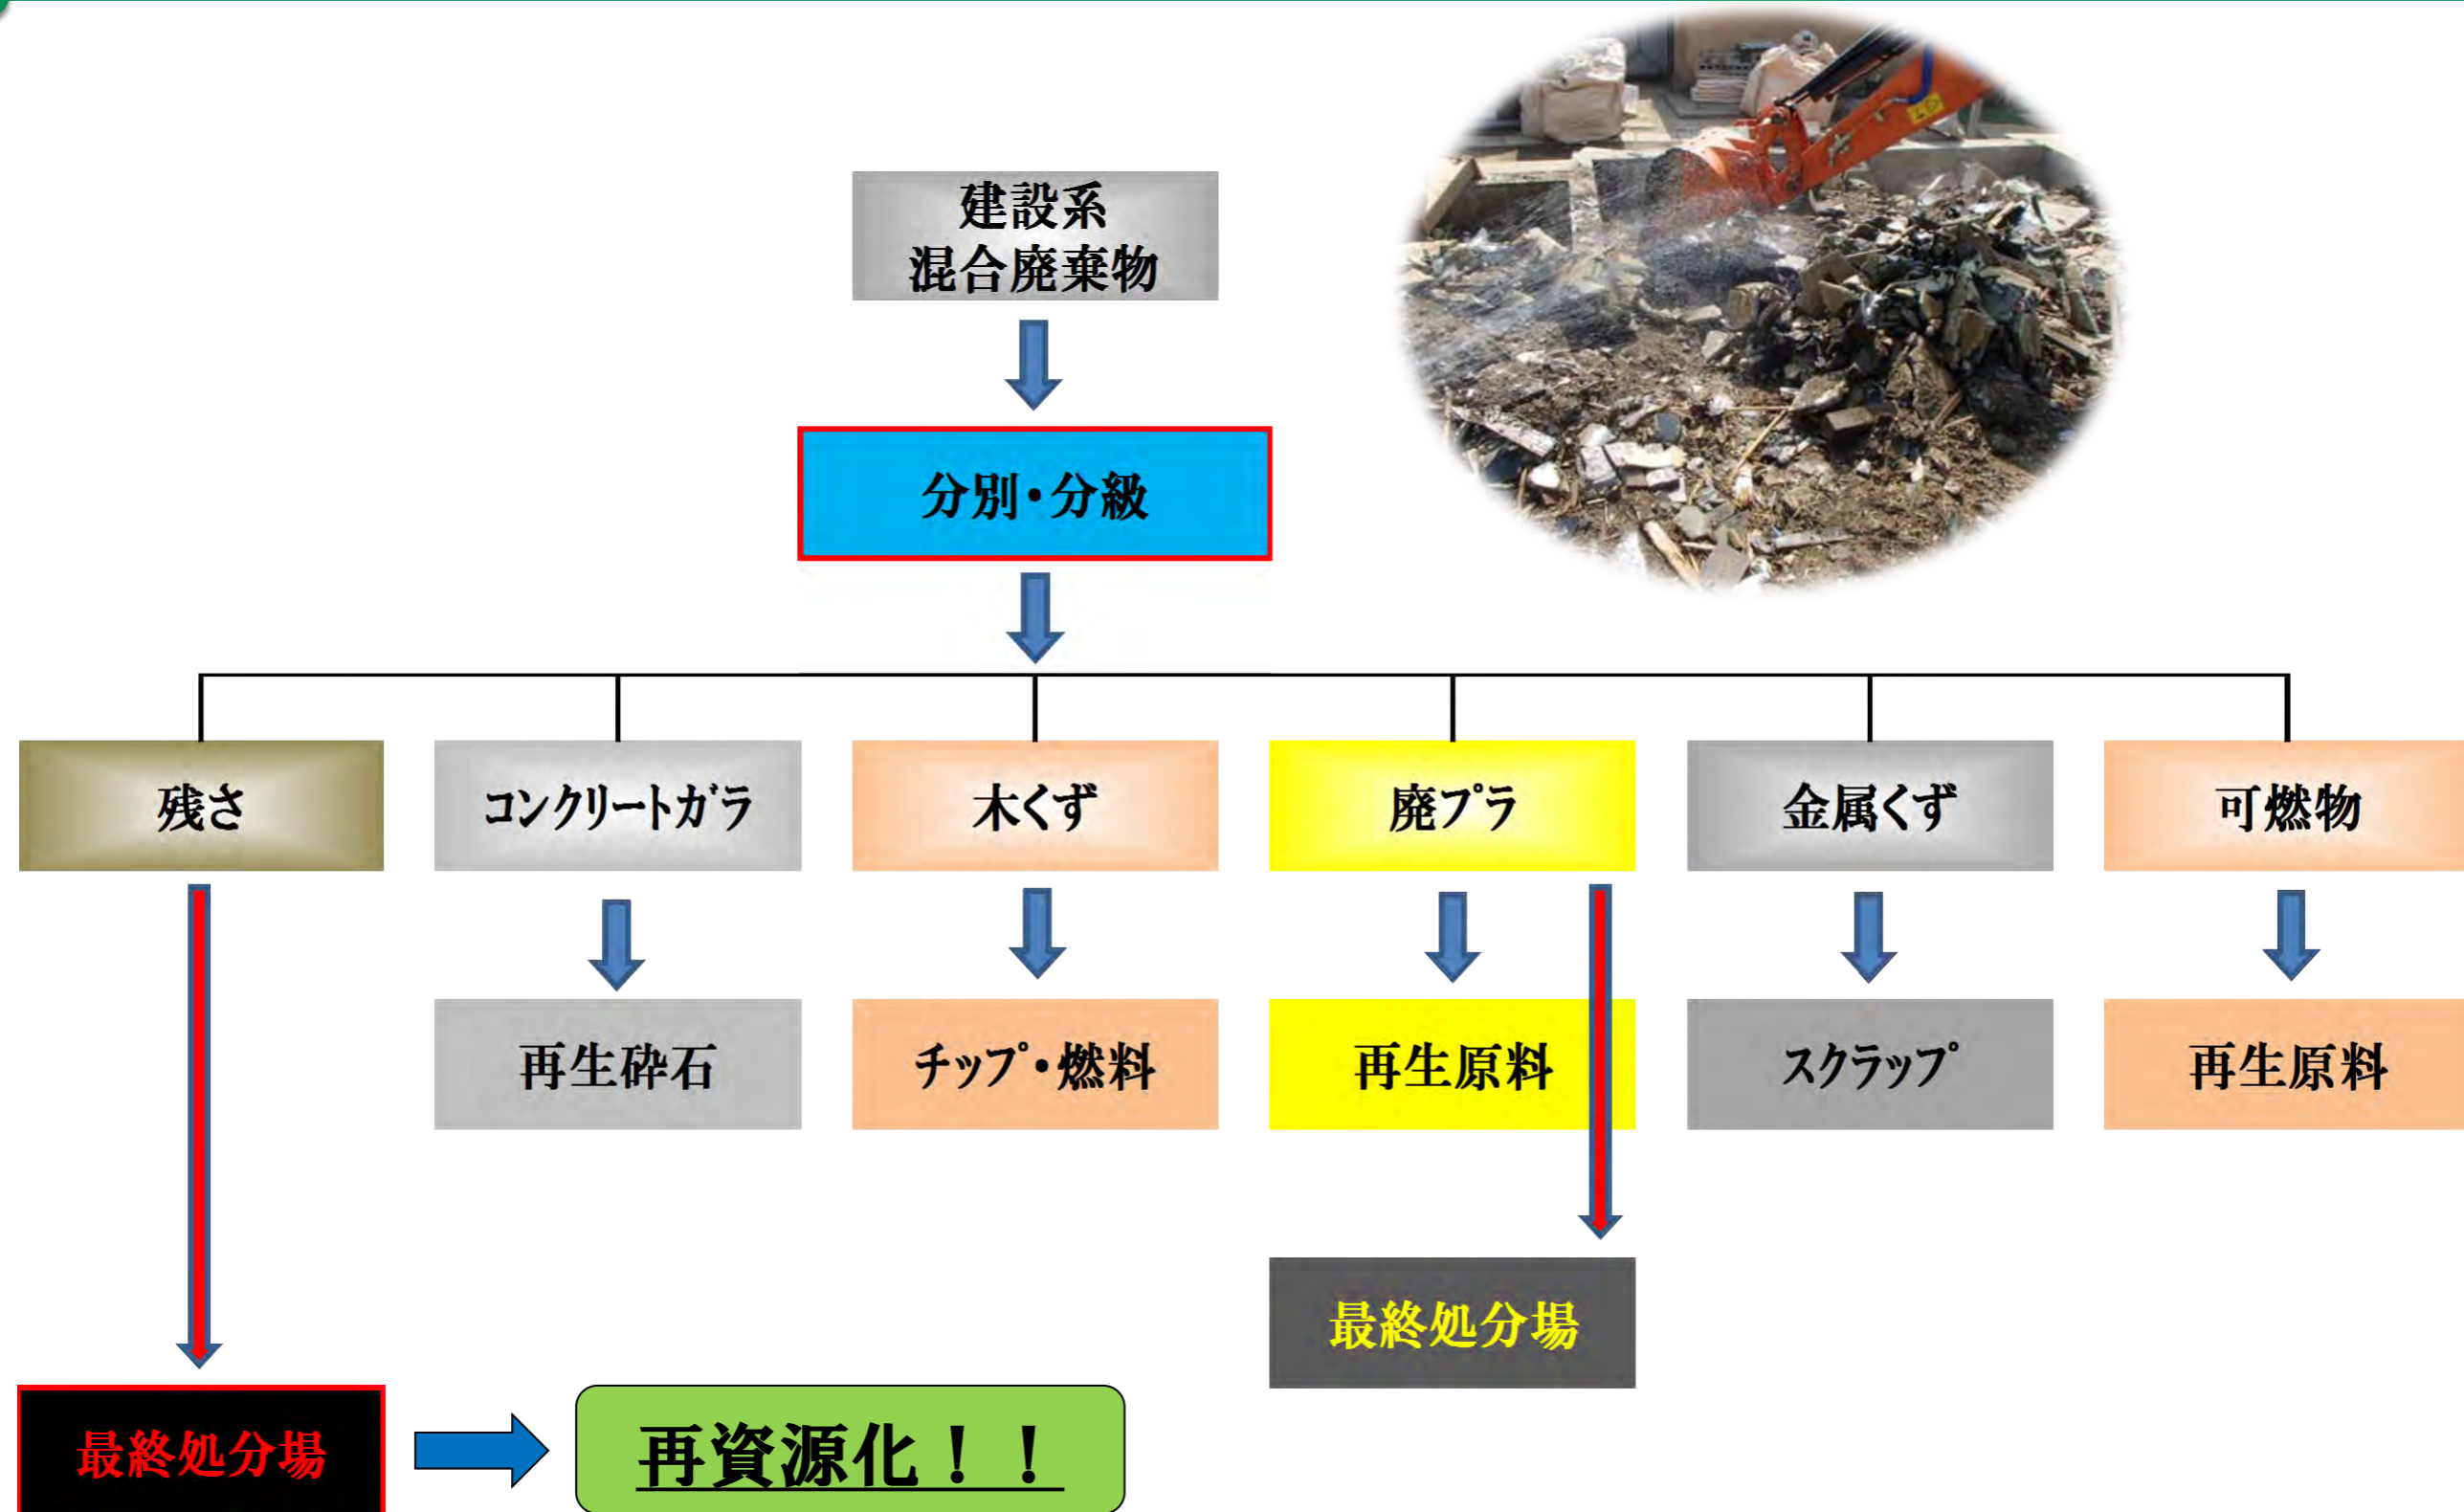 建設系
混合廃棄物
分別・分級
残さ
コンクリートガラ
木くず
廃プラ
金属くず
可燃物
再生砕石
チップ・燃料
再生原料
スクラップ
再生原料
最終処分場
最終処分場
再資源化！！